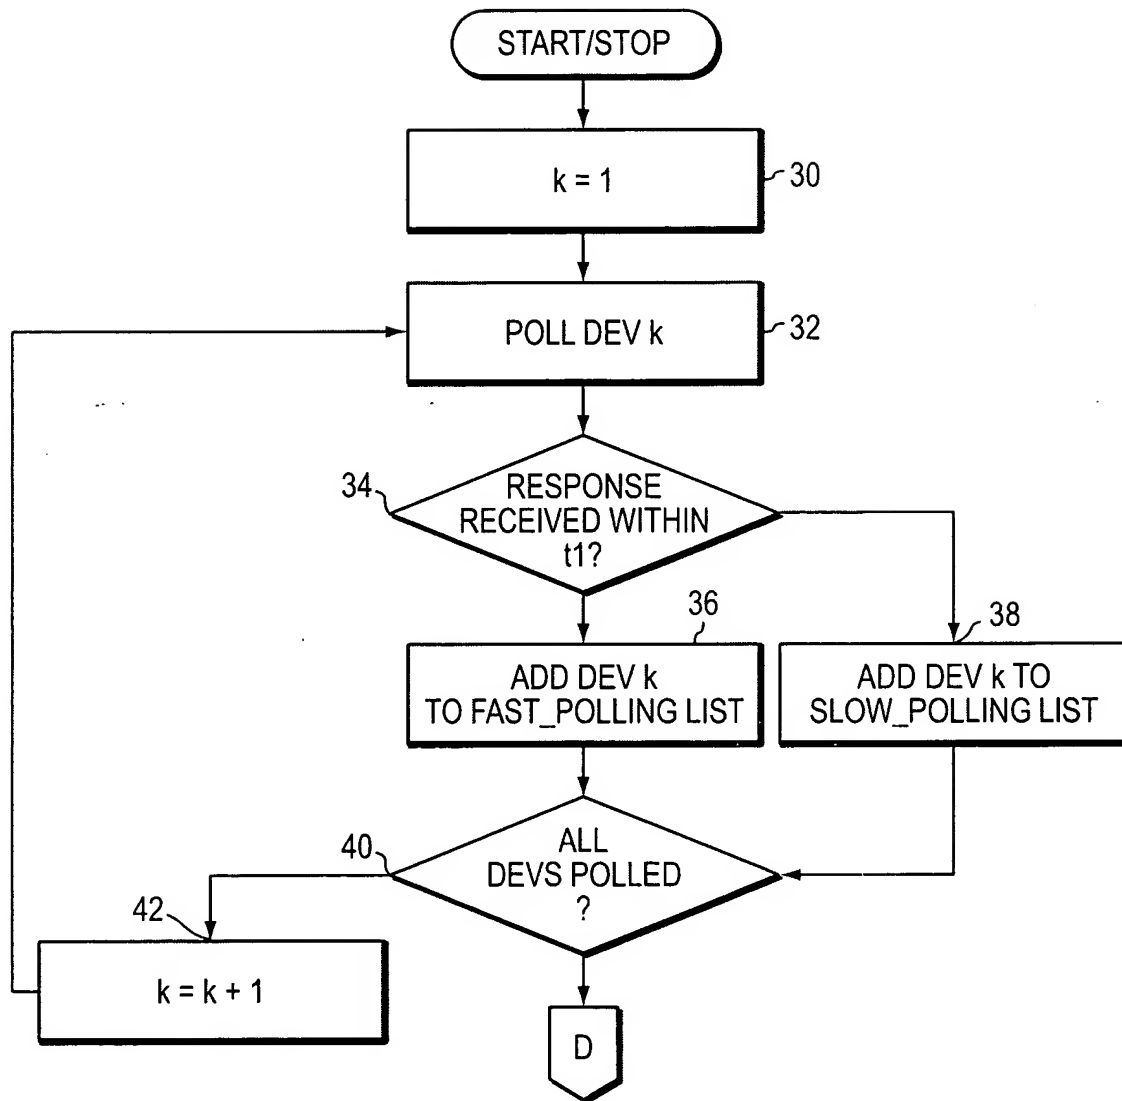 START/STOP
k = 1
30
POLL DEV k
32
34
RESPONSE
RECEIVED WITHIN
t1?
36
38
ADD DEV k
TO FAST_POLLING LIST
ADD DEV k TO
SLOW_POLLING LIST
40
ALL
DEVS POLLED
?
42
k = k + 1
D